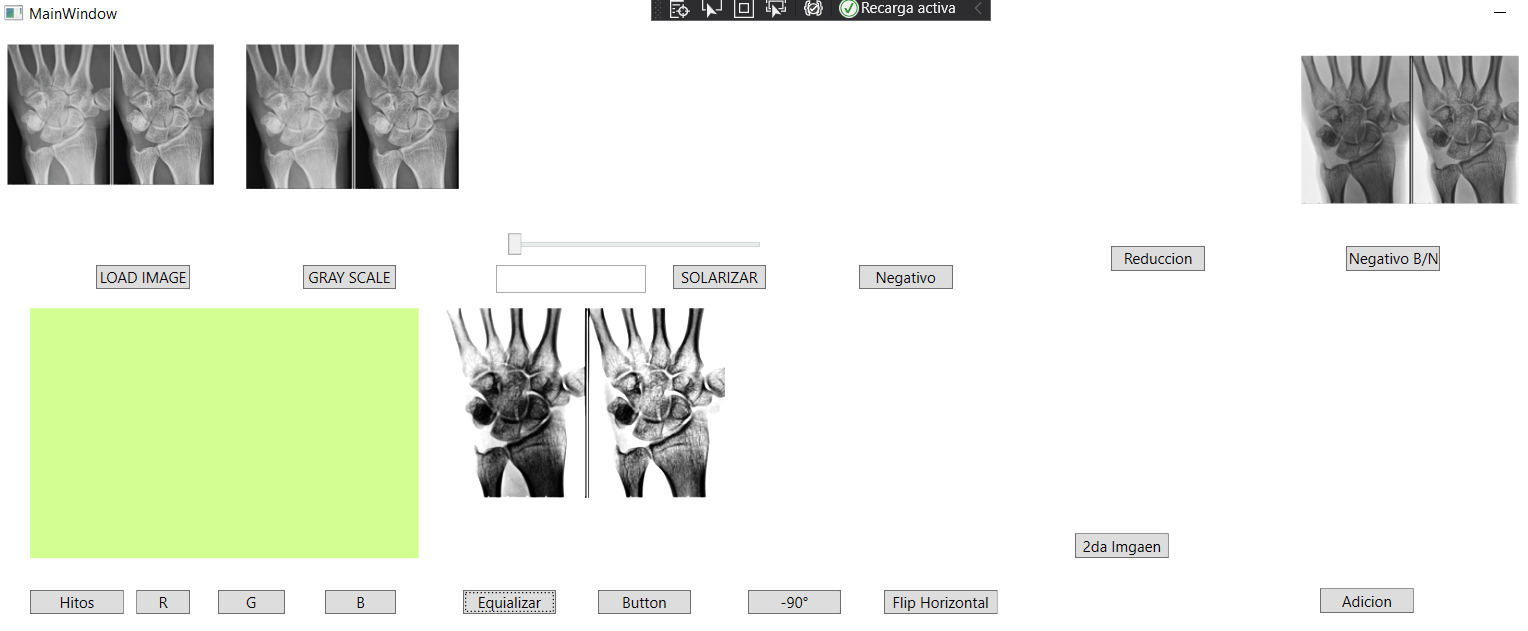 MainWindow
Recarga activa
Reduccion
Negativo B/N
LOAD IMAGE
GRAY SCALE
SOLARIZAR
Negativo
2da Imgaen
Hitos
R
G
B
Equializar
Button
-90°
Flip Horizontal
Adicion